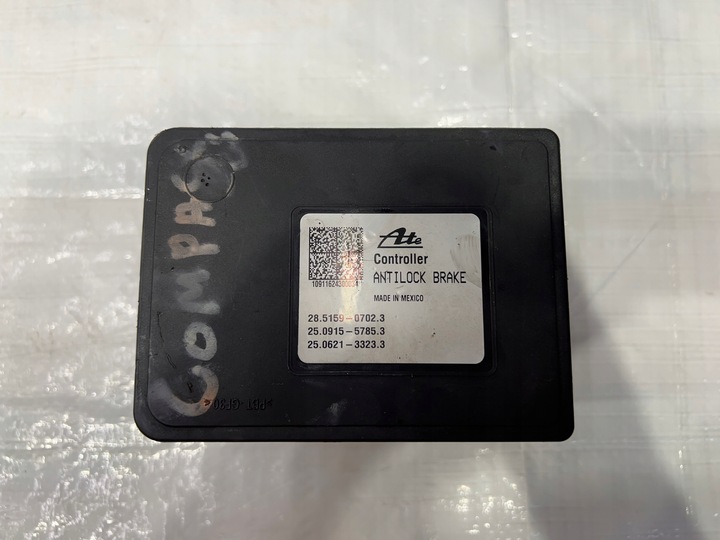 COMPASS
Ate
Controller
ANTILOCK BRAKE
MADE IN MEXICO
28.5159-0702.3
25.0915-5785.3
25.0621-3323.3